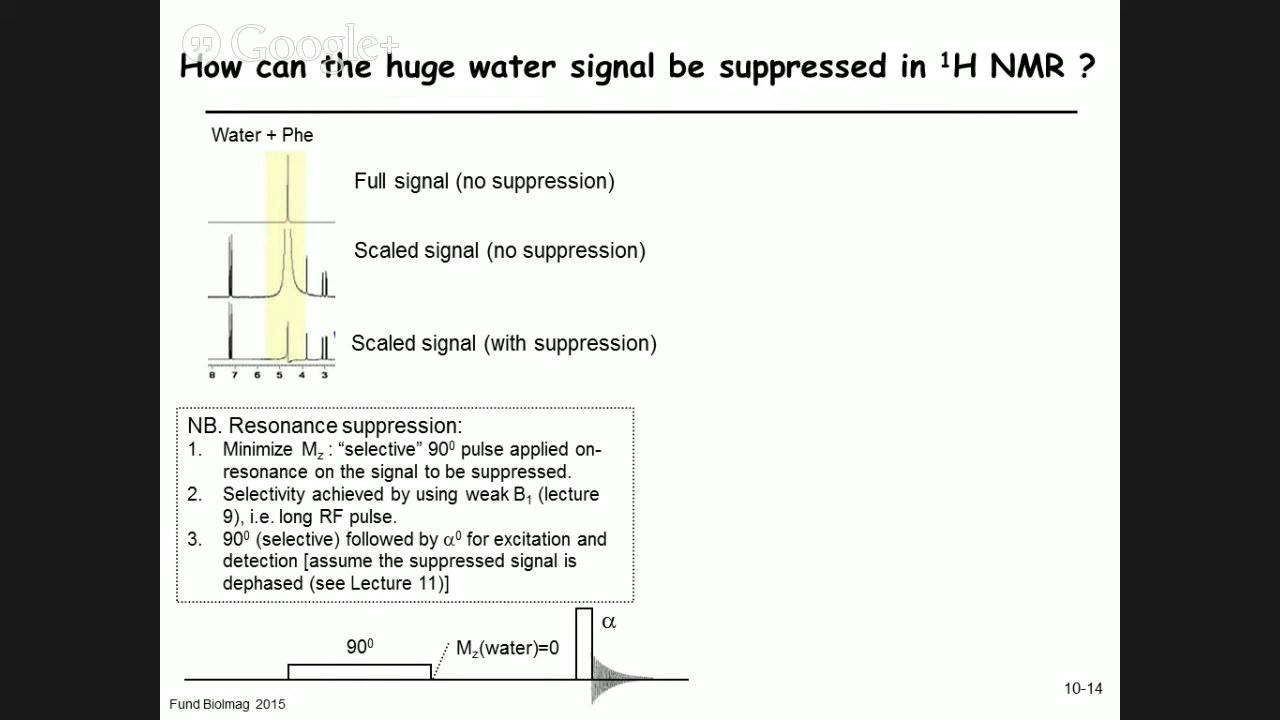 Google+
How can the huge water signal be suppressed in ¹H NMR ?
Water + Phe
Full signal (no suppression)
Scaled signal (no suppression)
Scaled signal (with suppression)
8 7 6 5 4 3
NB. Resonance suppression:
1. Minimize Mz : “selective” 90⁰ pulse applied on-
resonance on the signal to be suppressed.
2. Selectivity achieved by using weak B₁ (lecture
9), i.e. long RF pulse.
3. 90⁰ (selective) followed by α⁰ for excitation and
detection [assume the suppressed signal is
dephased (see Lecture 11)]
α
90⁰
Mz(water)=0
10-14
Fund BioImag 2015